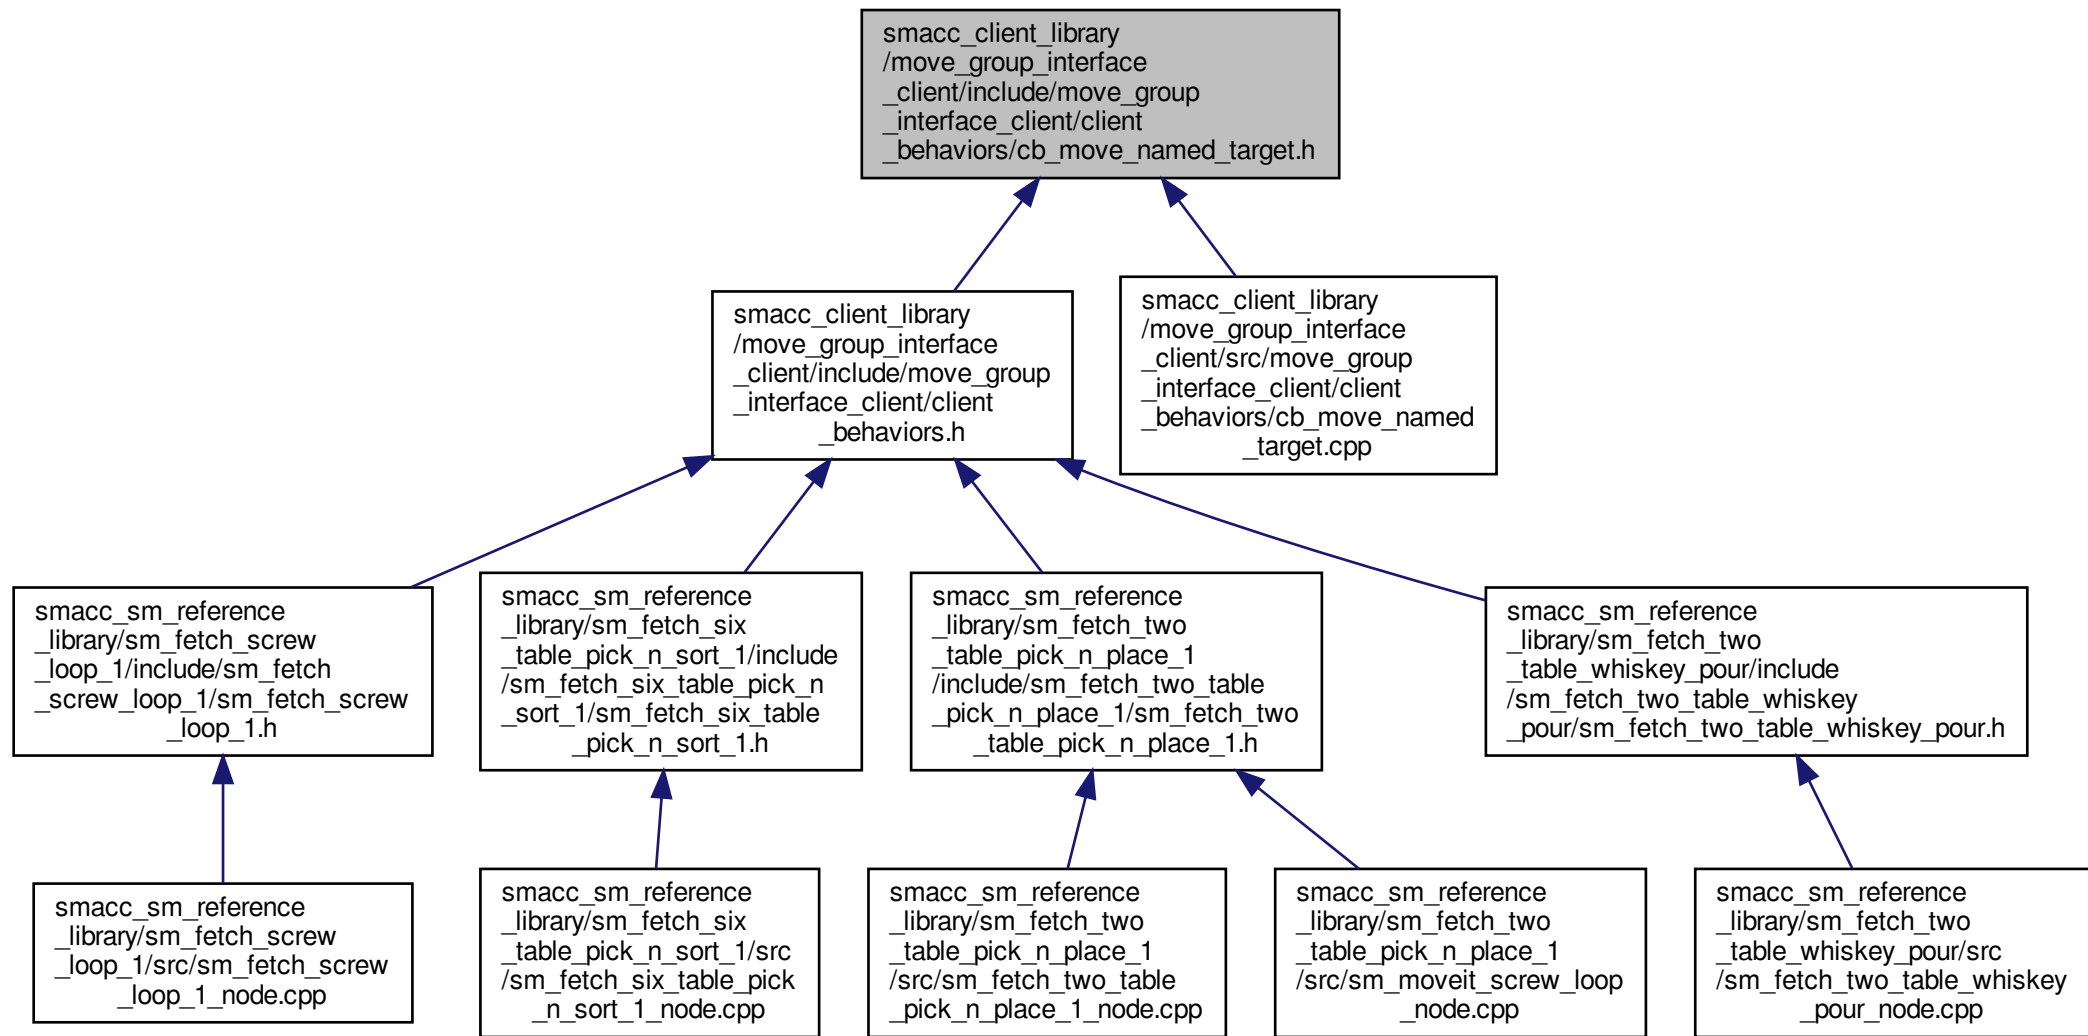 smacc_client_library
/move_group_interface
_client/include/move_group
_interface_client/client
_behaviors/cb_move_named_target.h
smacc_client_library
/move_group_interface
_client/include/move_group
_interface_client/client
_behaviors.h
smacc_client_library
/move_group_interface
_client/src/move_group
_interface_client/client
_behaviors/cb_move_named
_target.cpp
smacc_sm_reference
_library/sm_fetch_screw
_loop_1/include/sm_fetch
_screw_loop_1/sm_fetch_screw
_loop_1.h
smacc_sm_reference
_library/sm_fetch_six
_table_pick_n_sort_1/include
/sm_fetch_six_table_pick_n
_sort_1/sm_fetch_six_table
_pick_n_sort_1.h
smacc_sm_reference
_library/sm_fetch_two
_table_pick_n_place_1
/include/sm_fetch_two_table
_pick_n_place_1/sm_fetch_two
_table_pick_n_place_1.h
smacc_sm_reference
_library/sm_fetch_two
_table_whiskey_pour/include
/sm_fetch_two_table_whiskey
_pour/sm_fetch_two_table_whiskey_pour.h
smacc_sm_reference
_library/sm_fetch_screw
_loop_1/src/sm_fetch_screw
_loop_1_node.cpp
smacc_sm_reference
_library/sm_fetch_six
_table_pick_n_sort_1/src
/sm_fetch_six_table_pick
_n_sort_1_node.cpp
smacc_sm_reference
_library/sm_fetch_two
_table_pick_n_place_1
/src/sm_fetch_two_table
_pick_n_place_1_node.cpp
smacc_sm_reference
_library/sm_fetch_two
_table_pick_n_place_1
/src/sm_moveit_screw_loop
_node.cpp
smacc_sm_reference
_library/sm_fetch_two
_table_whiskey_pour/src
/sm_fetch_two_table_whiskey
_pour_node.cpp